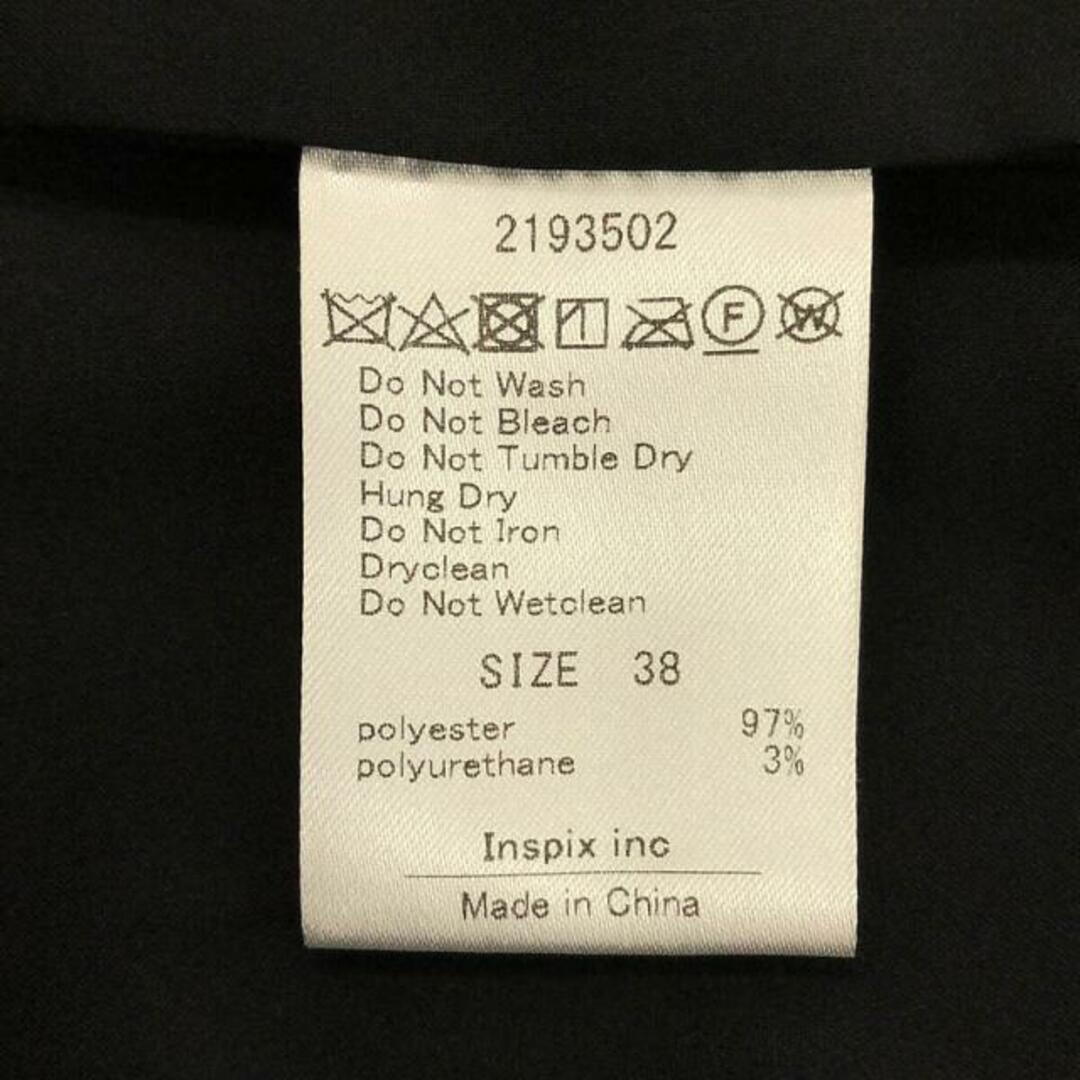 2193502
F W
Do Not Wash
Do Not Bleach
Do Not Tumble Dry
Hung Dry
Do Not Iron
Dryclean
Do Not Wetclean
SIZE 38
polyester 97%
polyurethane 3%
Inspix inc
Made in China